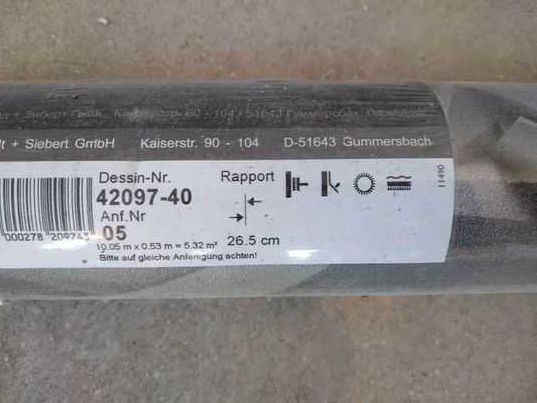 lt + Siebert GmbH Kaiserstr. 90 - 104 D-51643 Gummersbach
Dessin-Nr. Rapport
42097-40
Anf.Nr
05 26.5 cm
10.05 m x 0.53 m = 5.32 m²
Bitte auf gleiche Anfertigung achten!
11490